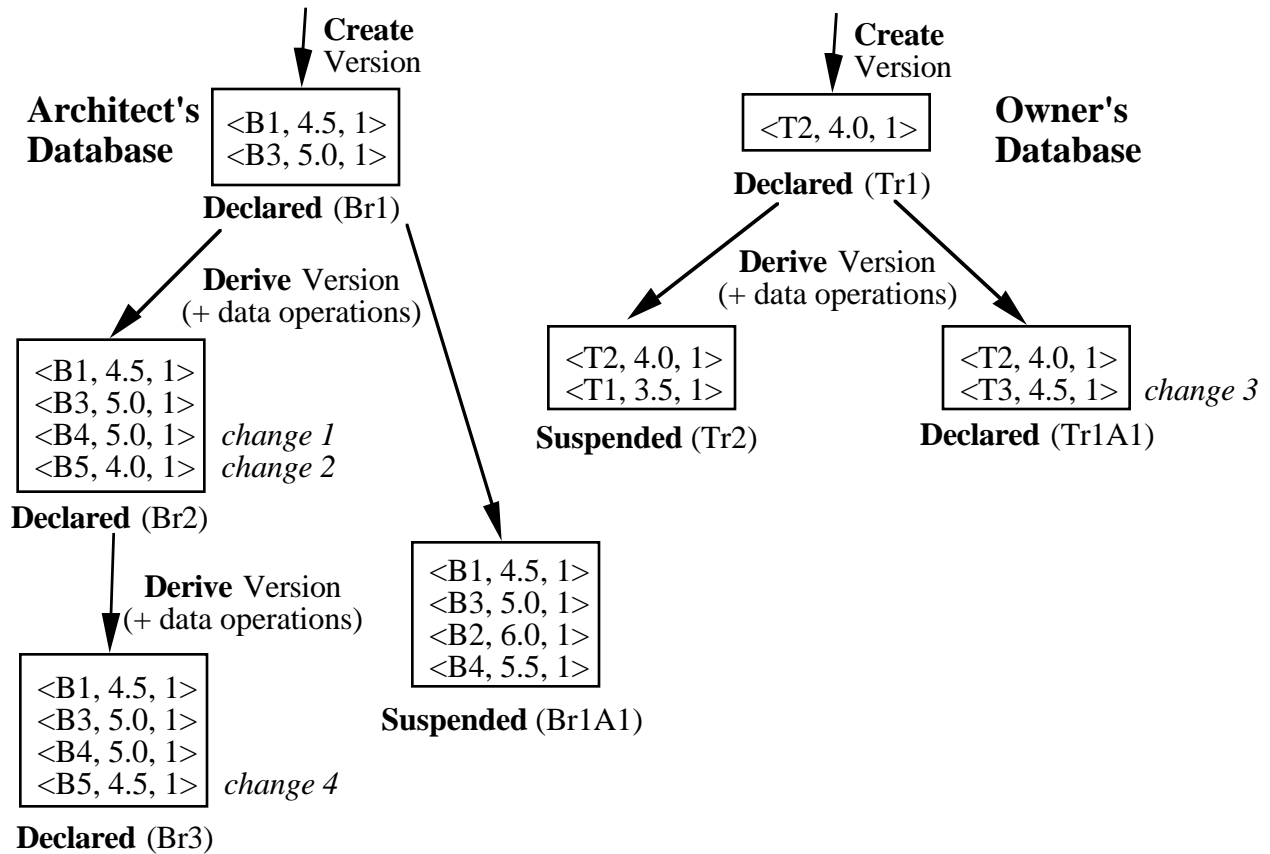 Create
Version
Architect's
Database
<B1, 4.5, 1>
<B3, 5.0, 1>
Declared (Br1)
Derive Version
(+ data operations)
<B1, 4.5, 1>
<B3, 5.0, 1>
<B4, 5.0, 1> change 1
<B5, 4.0, 1> change 2
Declared (Br2)
Derive Version
(+ data operations)
<B1, 4.5, 1>
<B3, 5.0, 1>
<B4, 5.0, 1>
<B5, 4.5, 1> change 4
Declared (Br3)
<B1, 4.5, 1>
<B3, 5.0, 1>
<B2, 6.0, 1>
<B4, 5.5, 1>
Suspended (Br1A1)
Create
Version
Owner's
Database
<T2, 4.0, 1>
Declared (Tr1)
Derive Version
(+ data operations)
<T2, 4.0, 1>
<T1, 3.5, 1>
Suspended (Tr2)
<T2, 4.0, 1>
<T3, 4.5, 1> change 3
Declared (Tr1A1)